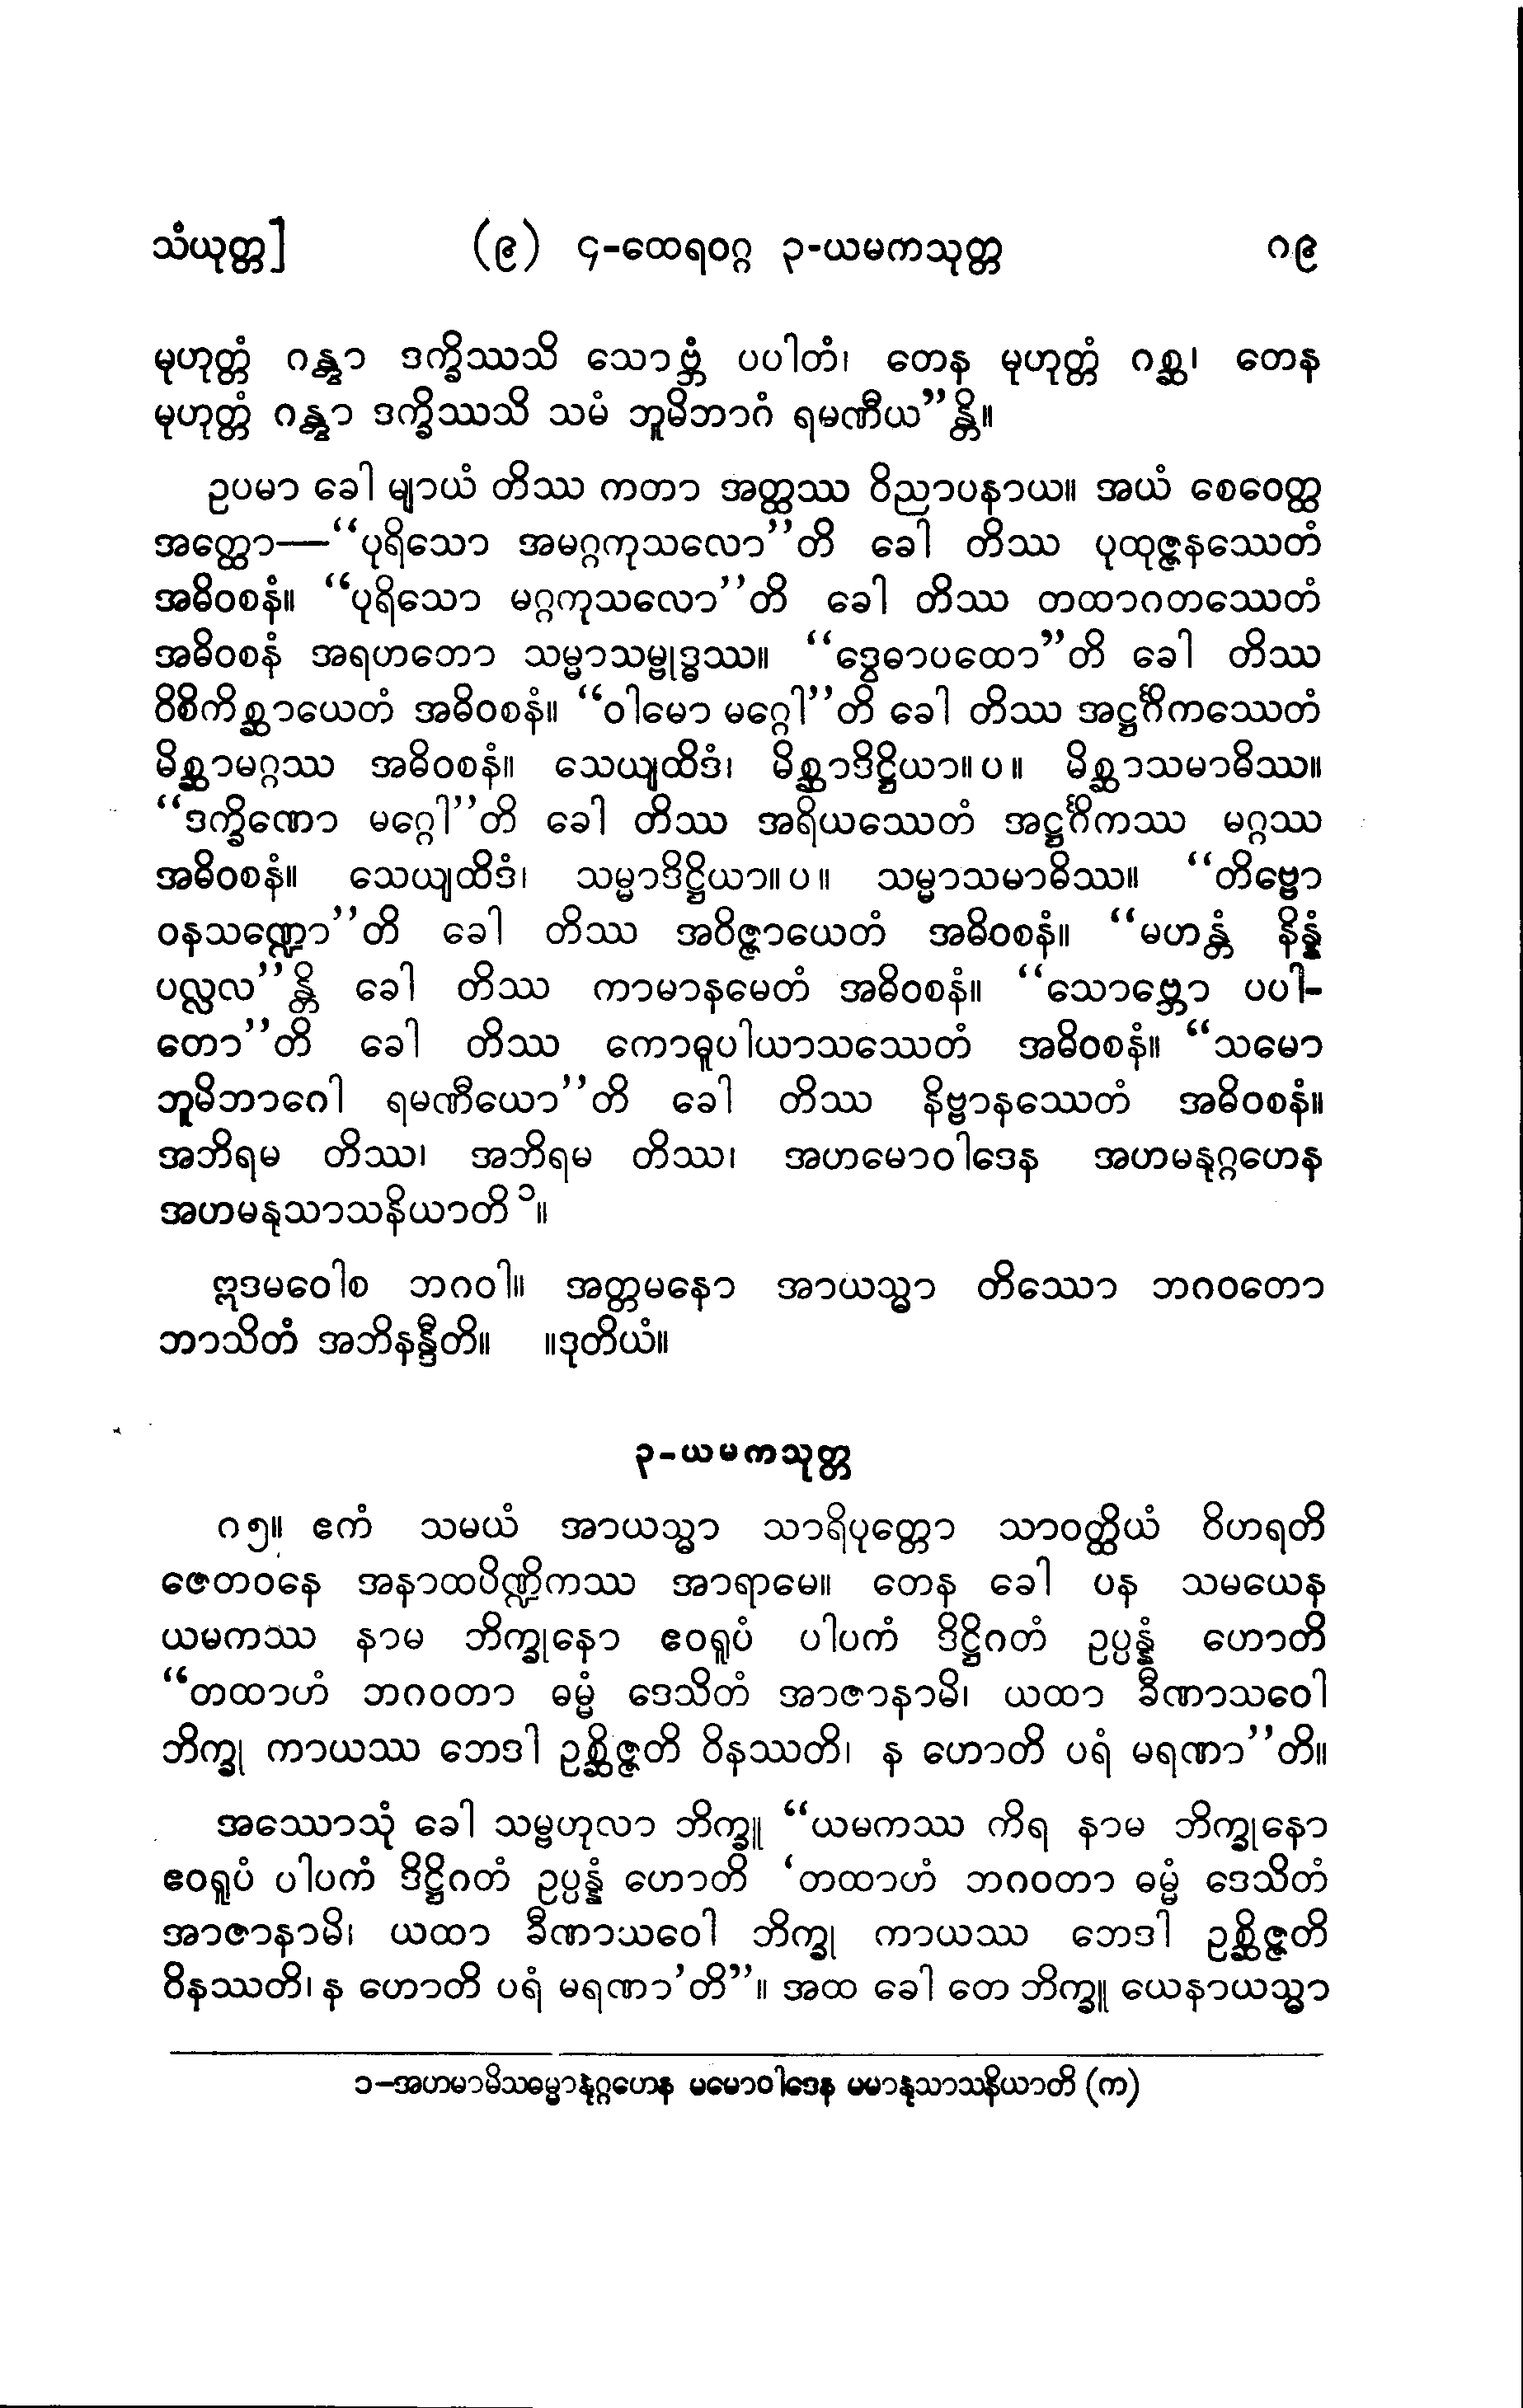 သံယုတ္တ] (၉) ၄-ထေရဝဂ္ဂ ၃-ယမကသုတ္တ ၈၉
မုဟုတ္တံ ဂန္တွာ ဒက္ခိဿသိ သောဗ္ဘံ ပပါတံ၊ တေန မုဟုတ္တံ ဂစ္ဆ၊ တေန
မုဟုတ္တံ ဂန္တွာ ဒက္ခိဿသိ သမံ ဘူမိဘာဂံ ရမဏီယ”န္တိ။
ဥပမာ ခေါ မျာယံ တိဿ ကတာ အတ္ထဿ ဝိညာပနာယ။ အယံ စေဝေတ္ထ
အတ္ထော—“ပုရိသော အမဂ္ဂကုသလော”တိ ခေါ တိဿ ပုထုဇ္ဇနဿေတံ
အဓိဝစနံ။ “ပုရိသော မဂ္ဂကုသလော”တိ ခေါ တိဿ တထာဂတဿေတံ
အဓိဝစနံ အရဟတော သမ္မာသမ္ဗုဒ္ဓဿ။ “ဒွေဓာပထော”တိ ခေါ တိဿ
ဝိစိကိစ္ဆာယေတံ အဓိဝစနံ။ “ဝါမော မဂ္ဂေါ”တိ ခေါ တိဿ အဋ္ဌင်္ဂိကဿေတံ
မိစ္ဆာမဂ္ဂဿ အဓိဝစနံ။ သေယျထိဒံ၊ မိစ္ဆာဒိဋ္ဌိယာ။ပ။ မိစ္ဆာသမာဓိဿ။
“ဒက္ခိဏော မဂ္ဂေါ”တိ ခေါ တိဿ အရိယဿေတံ အဋ္ဌင်္ဂိကဿ မဂ္ဂဿ
အဓိဝစနံ။ သေယျထိဒံ၊ သမ္မာဒိဋ္ဌိယာ။ပ။ သမ္မာသမာဓိဿ။ “တိဗ္ဗော
ဝနသဏ္ဍော”တိ ခေါ တိဿ အဝိဇ္ဇာယေတံ အဓိဝစနံ။ “မဟန္တံ နိန္နံ
ပလ္လလ”န္တိ ခေါ တိဿ ကာမာနမေတံ အဓိဝစနံ။ “သောဗ္ဘော ပပါ-
တော”တိ ခေါ တိဿ ကောဓူပါယာသဿေတံ အဓိဝစနံ။ “သမော
ဘူမိဘာဂေါ ရမဏီယော”တိ ခေါ တိဿ နိဗ္ဗာနဿေတံ အဓိဝစနံ။
အဘိရမ တိဿ၊ အဘိရမ တိဿ၊ အဟမောဝါဒေန အဟမနုဂ္ဂဟေန
အဟမနုသာသနိယာတိ ၁။
ဣဒမဝေါစ ဘဂဝါ။ အတ္တမနော အာယသ္မာ တိဿော ဘဂဝတော
ဘာသိတံ အဘိနန္ဒီတိ။ ။ဒုတိယံ။
၃-ယမကသုတ္တ
၈၅။ ဧကံ သမယံ အာယသ္မာ သာရိပုတ္တော သာဝတ္ထိယံ ဝိဟရတိ
ဇေတဝနေ အနာထပိဏ္ဍိကဿ အာရာမေ။ တေန ခေါ ပန သမယေန
ယမကဿ နာမ ဘိက္ခုနော ဧဝရူပံ ပါပကံ ဒိဋ္ဌိဂတံ ဥပ္ပန္နံ ဟောတိ
“တထာဟံ ဘဂဝတာ ဓမ္မံ ဒေသိတံ အာဇာနာမိ၊ ယထာ ခီဏာသဝေါ
ဘိက္ခု ကာယဿ ဘေဒါ ဥစ္ဆိဇ္ဇတိ ဝိနဿတိ၊ န ဟောတိ ပရံ မရဏာ”တိ။
အဿောသုံ ခေါ သမ္ဗဟုလာ ဘိက္ခူ “ယမကဿ ကိရ နာမ ဘိက္ခုနော
ဧဝရူပံ ပါပကံ ဒိဋ္ဌိဂတံ ဥပ္ပန္နံ ဟောတိ ‘တထာဟံ ဘဂဝတာ ဓမ္မံ ဒေသိတံ
အာဇာနာမိ၊ ယထာ ခီဏာသဝေါ ဘိက္ခု ကာယဿ ဘေဒါ ဥစ္ဆိဇ္ဇတိ
ဝိနဿတိ၊ န ဟောတိ ပရံ မရဏာ’တိ”။ အထ ခေါ တေ ဘိက္ခူ ယေနာယသ္မာ
၁-အဟမာမိသဓမ္မာနုဂ္ဂဟေန မမောဝါဒေန မမာနုသာသနိယာတိ (က)